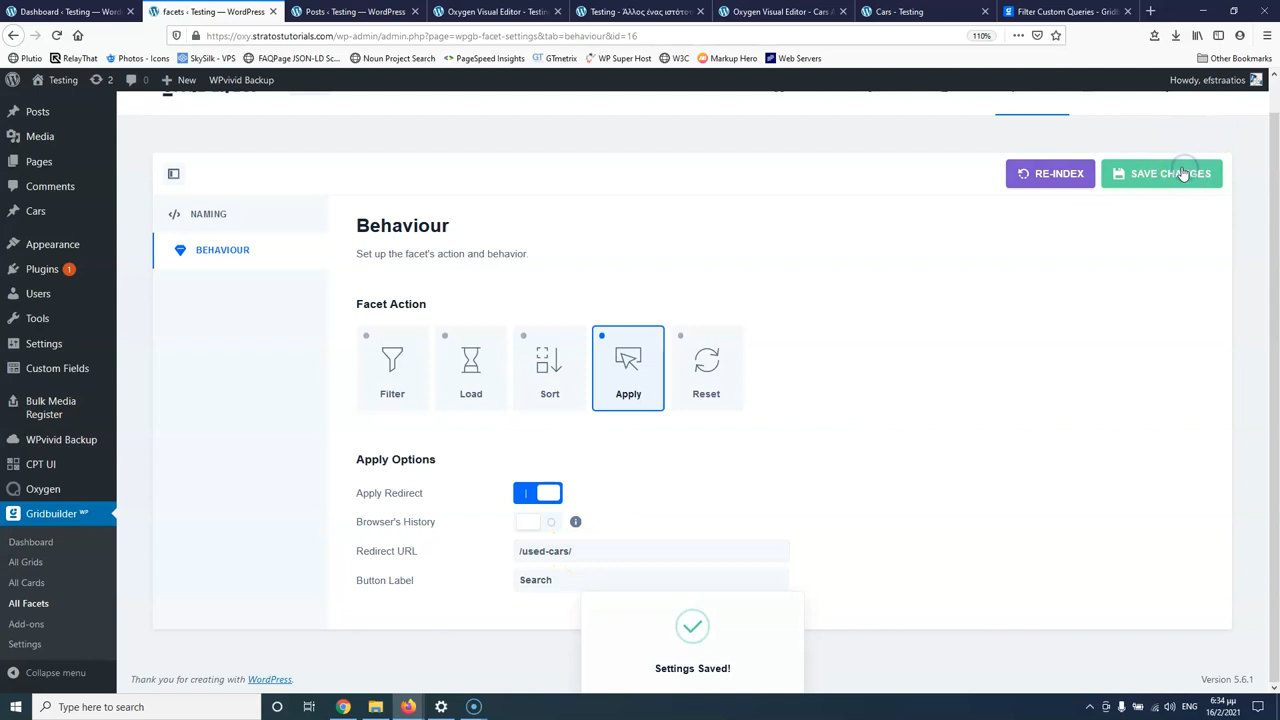 Dashboard ‹ Testing — WordPr
facets ‹ Testing — WordPress
Posts ‹ Testing — WordPress
Oxygen Visual Editor - Testing
Testing - Άλλος ένας ιστότοπ
Oxygen Visual Editor - Cars A
Cars - Testing
Filter Custom Queries - Gridb
https://oxy.stratostutorials.com/wp-admin/admin.php?page=wpgb-facet-settings&tab=behaviour&id=16
110%
Plutio
RelayThat
Photos - Icons
SkySilk - VPS
FAQPage JSON-LD Sc...
Noun Project Search
PageSpeed Insights
GTmetrix
WP Super Host
W3C
Markup Hero
Web Servers
Other Bookmarks
Testing
2
0
New
WPvivid Backup
Howdy, efstraatios
Posts
Media
Pages
Comments
Cars
Appearance
Plugins 1
Users
Tools
Settings
Custom Fields
Bulk Media
Register
WPvivid Backup
CPT UI
Oxygen
Gridbuilder WP
Dashboard
All Grids
All Cards
All Facets
Add-ons
Settings
Collapse menu
RE-INDEX
SAVE CHANGES
NAMING
BEHAVIOUR
Behaviour
Set up the facet's action and behavior.
Facet Action
Filter
Load
Sort
Apply
Reset
Apply Options
Apply Redirect
Browser's History
Redirect URL
/used-cars/
Button Label
Search
Settings Saved!
Thank you for creating with WordPress.
Version 5.6.1
Type here to search
ENG
6:34 μμ
16/2/2021